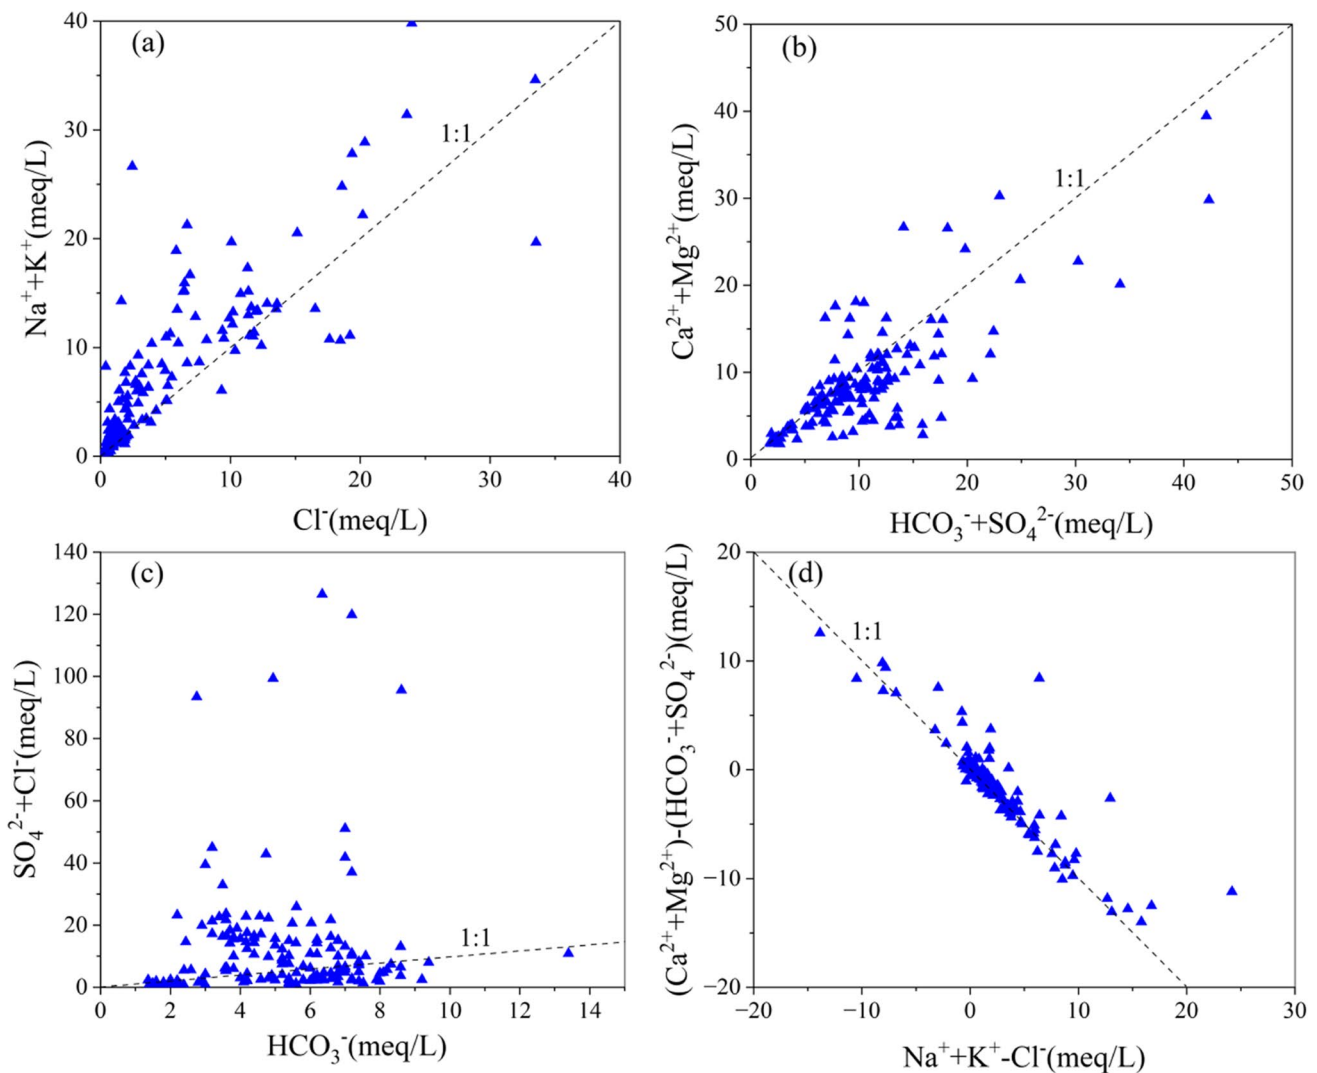 (a)
1:1
40
30
20
10
0
0 10 20 30 40
Na⁺+K⁺(meq/L)
Cl⁻(meq/L)
(b)
1:1
50
40
30
20
10
0
0 10 20 30 40 50
Ca²⁺+Mg²⁺(meq/L)
HCO₃⁻+SO₄²⁻(meq/L)
(c)
1:1
140
120
100
80
60
40
20
0
0 2 4 6 8 10 12 14
SO₄²⁻+Cl⁻(meq/L)
HCO₃⁻(meq/L)
(d)
1:1
20
10
0
−10
−20
−20 −10 0 10 20 30
((Ca²⁺+Mg²⁺)-(HCO₃⁻+SO₄²⁻)(meq/L)
Na⁺+K⁺-Cl⁻(meq/L)